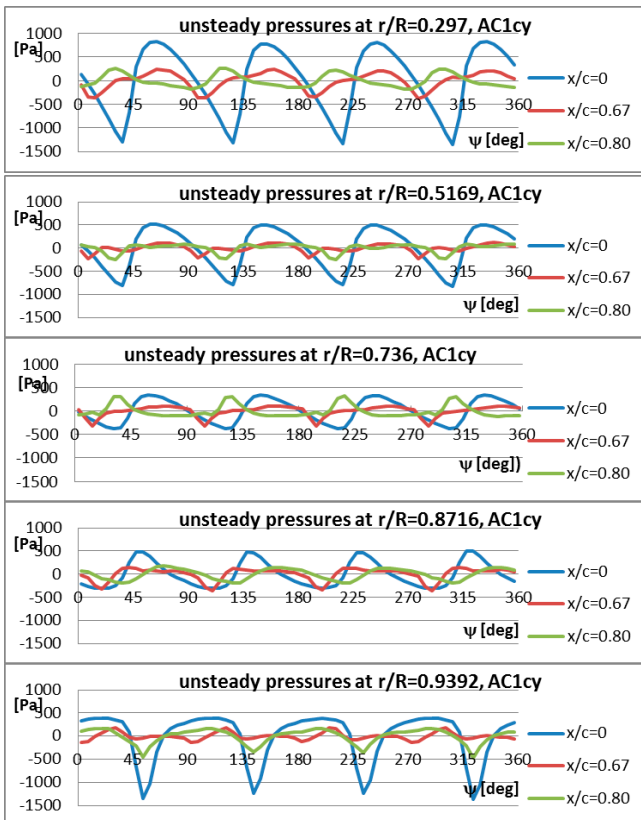 unsteady pressures at r/R=0.297, AC1cy
[Pa]
1000
500
0
-500
-1000
-1500
0 45 90 135 180 225 270 315 360
ψ [deg]
x/c=0
x/c=0.67
x/c=0.80
unsteady pressures at r/R=0.5169, AC1cy
[Pa]
1000
500
0
-500
-1000
-1500
0 45 90 135 180 225 270 315 360
ψ [deg]
x/c=0
x/c=0.67
x/c=0.80
unsteady pressures at r/R=0.736, AC1cy
[Pa]
1000
500
0
-500
-1000
-1500
0 45 90 135 180 225 270 315 360
ψ [deg])
x/c=0
x/c=0.67
x/c=0.80
unsteady pressures at r/R=0.8716, AC1cy
[Pa]
1000
500
0
-500
-1000
-1500
0 45 90 135 180 225 270 315 360
ψ [deg]
x/c=0
x/c=0.67
x/c=0.80
unsteady pressures at r/R=0.9392, AC1cy
[Pa]
1000
500
0
-500
-1000
-1500
0 45 90 135 180 225 270 315 360
ψ [deg]
x/c=0
x/c=0.67
x/c=0.80